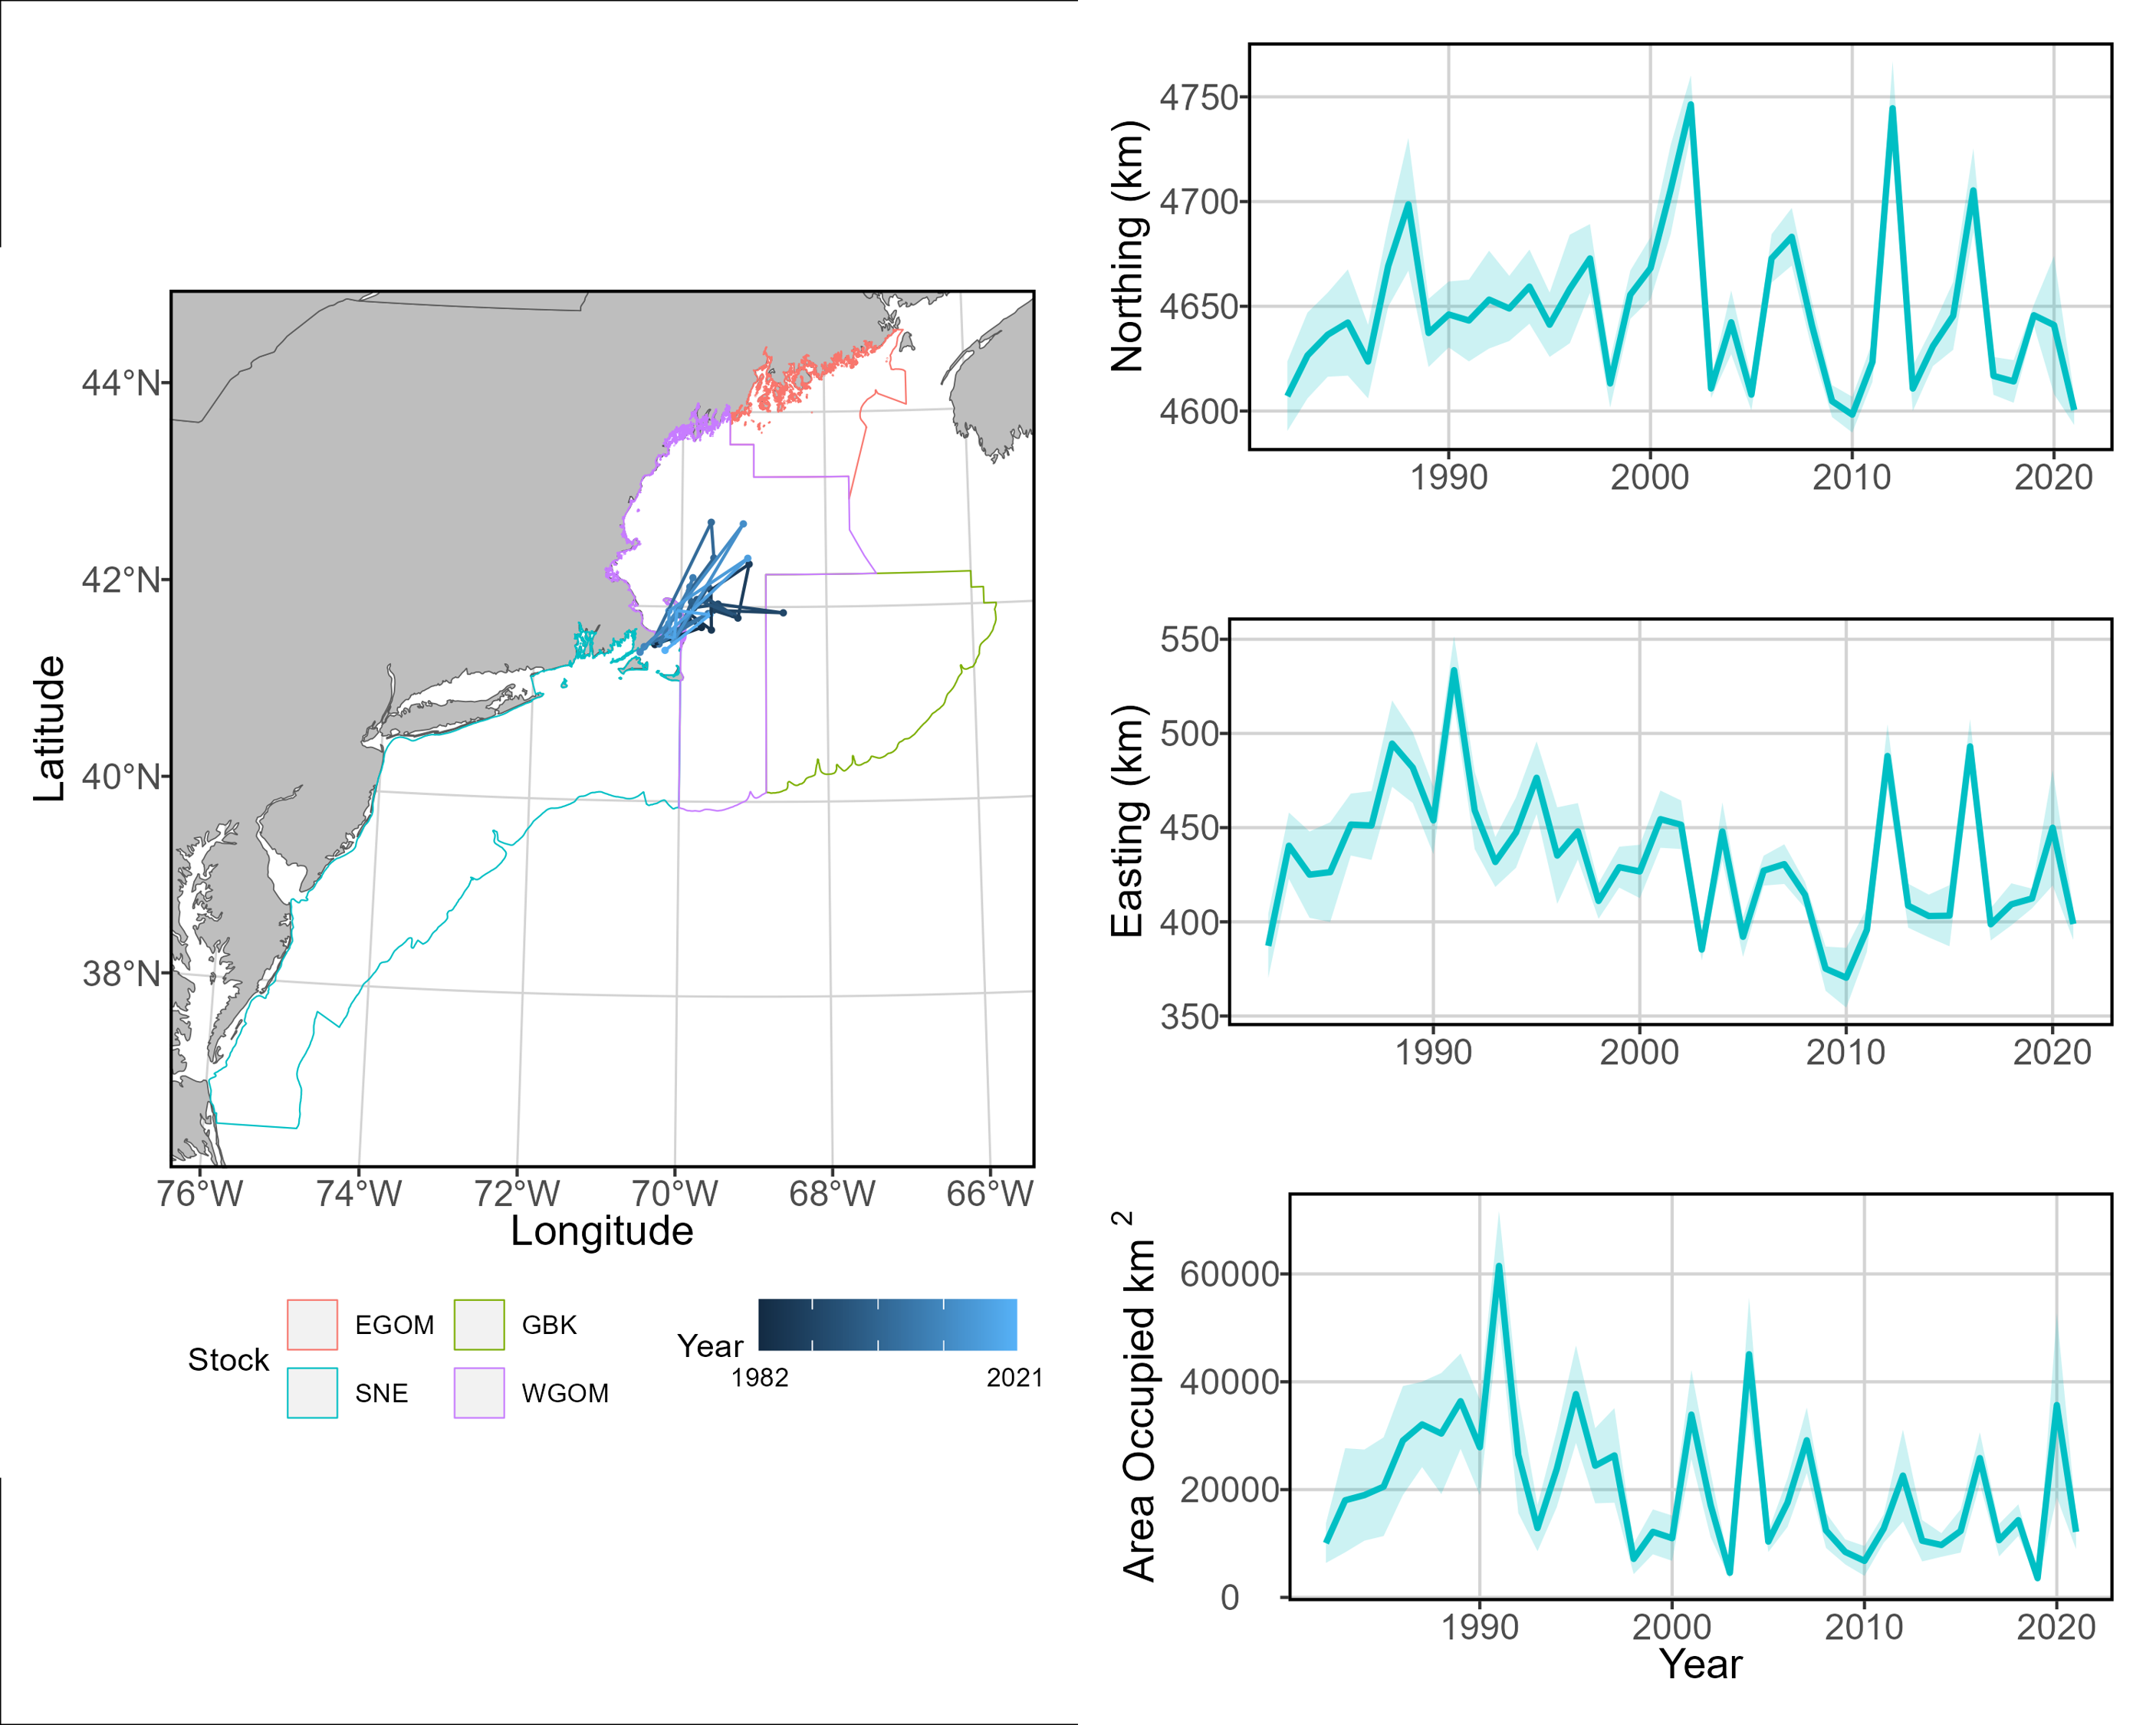 44°N
42°N
40°N
38°N
Latitude
76°W 74°W 72°W 70°W 68°W 66°W
Longitude
Stock
EGOM
GBK
SNE
WGOM
Year
1982 2021
Northing (km)
4750
4700
4650
4600
1990 2000 2010 2020
Easting (km)
550
500
450
400
350
1990 2000 2010 2020
Area Occupied km 2
60000
40000
20000
0
1990 2000 2010 2020
Year